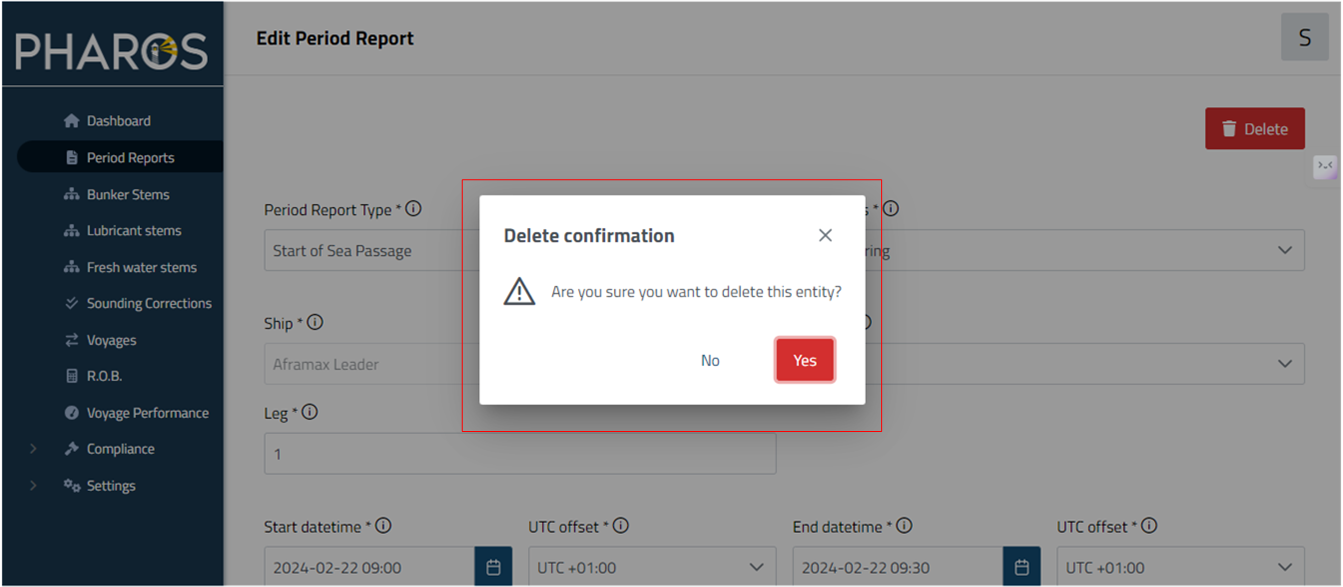 PHAROS
Edit Period Report
S
Dashboard
Period Reports
Bunker Stems
Lubricant stems
Fresh water stems
Sounding Corrections
Voyages
R.O.B.
Voyage Performance
Compliance
Settings
Delete
Period Report Type *
Start of Sea Passage
Ship *
Aframax Leader
Leg *
1
Delete confirmation
Are you sure you want to delete this entity?
No
Yes
Start datetime *
UTC offset *
End datetime *
UTC offset *
2024-02-22 09:00
UTC +01:00
2024-02-22 09:30
UTC +01:00